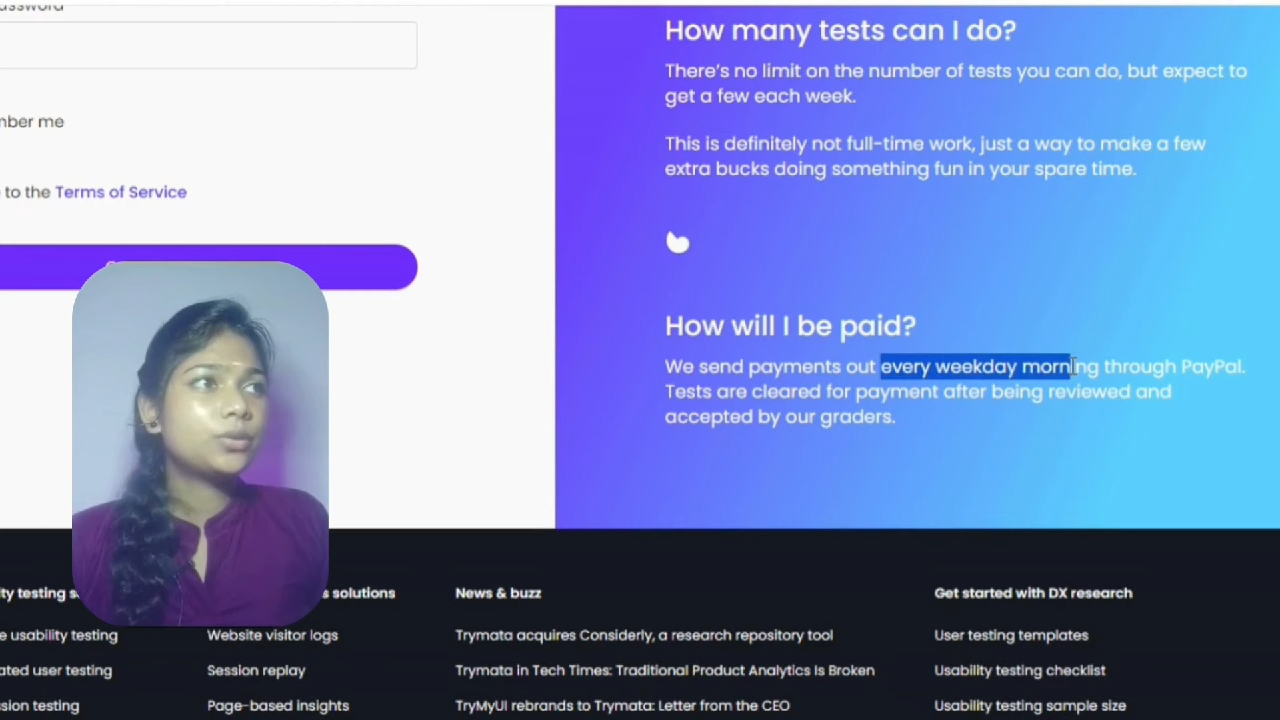 How many tests can I do?
There's no limit on the number of tests you can do, but expect to
get a few each week.
This is definitely not full-time work, just a way to make a few
extra bucks doing something fun in your spare time.
mber me
to the Terms of Service
How will I be paid?
We send payments out every weekday morning through PayPal.
Tests are cleared for payment after being reviewed and
accepted by our graders.
ty testing s
s solutions
News & buzz
Get started with DX research
e usability testing
Website visitor logs
Trymata acquires Considerly, a research repository tool
User testing templates
ated user testing
Session replay
Trymata in Tech Times: Traditional Product Analytics Is Broken
Usability testing checklist
sion testing
Page-based insights
TryMyUI rebrands to Trymata: Letter from the CEO
Usability testing sample size